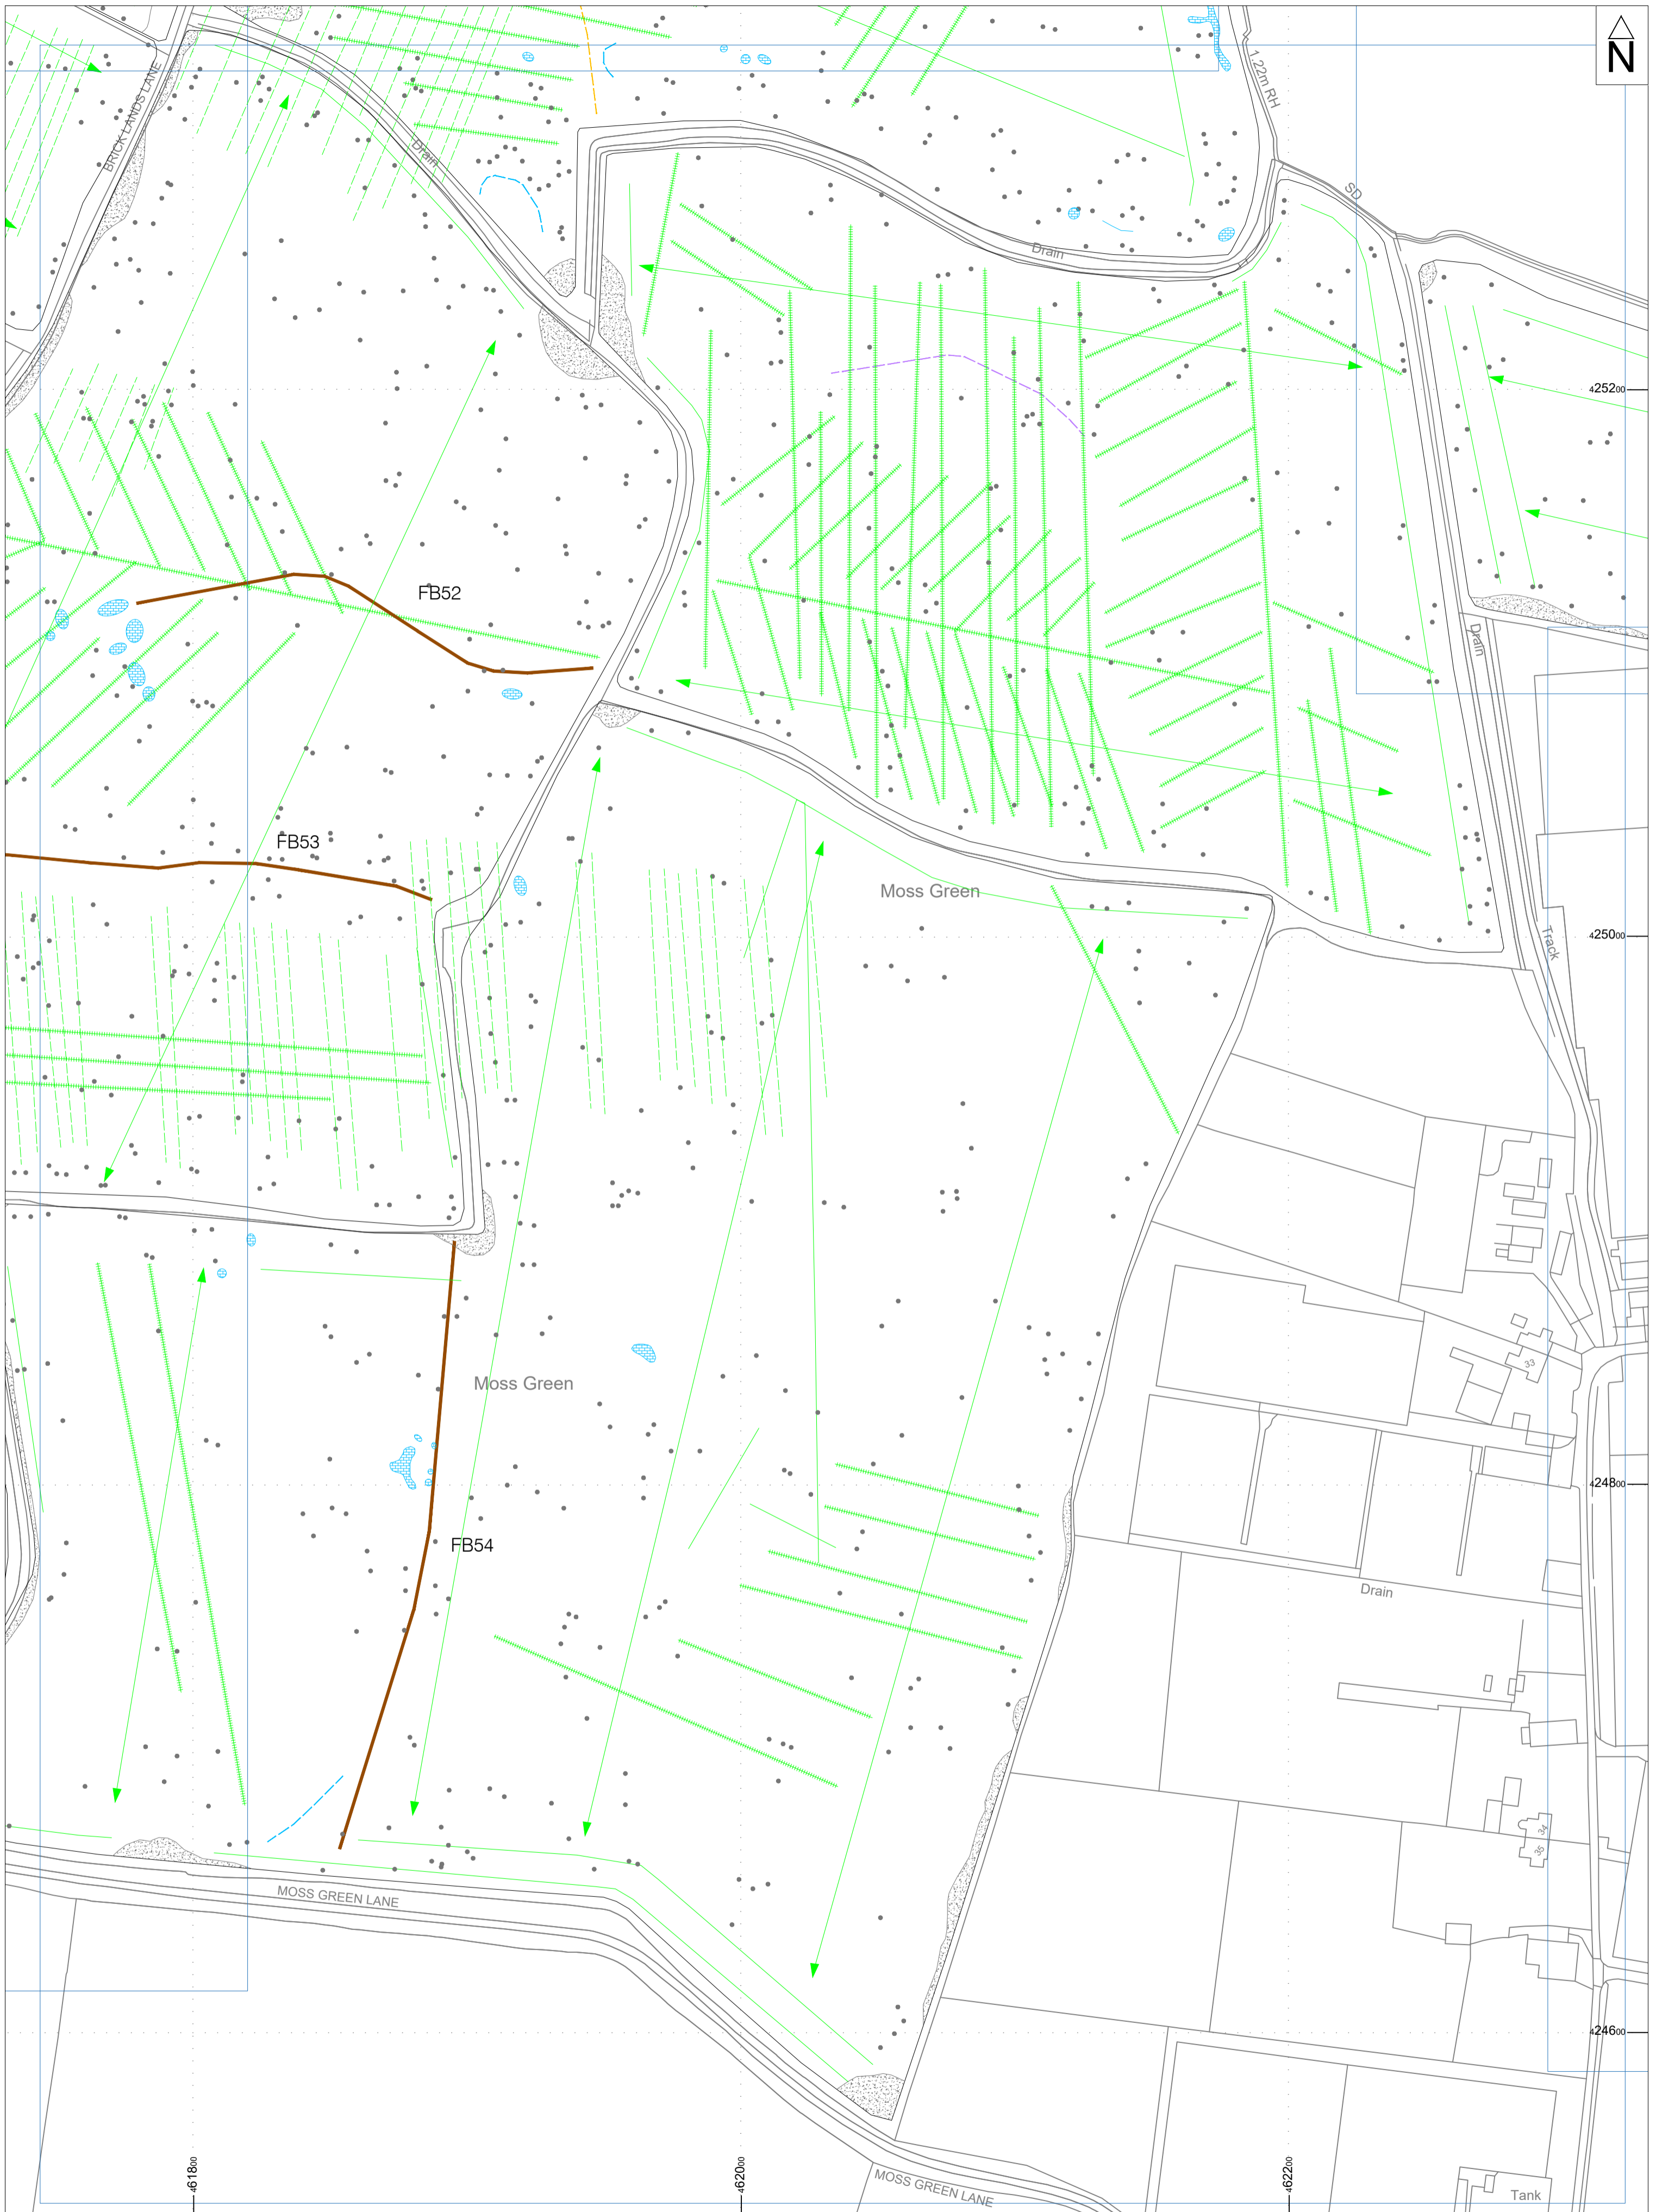 N
BRICK LANDS LANE
1.22m RH
Drain
SD
Drain
425200
FB52
Drain
FB53
Moss Green
425000
Track
33
Moss Green
424800
FB54
Drain
34
35
MOSS GREEN LANE
424600
461800
462000
462200
MOSS GREEN LANE
Tank